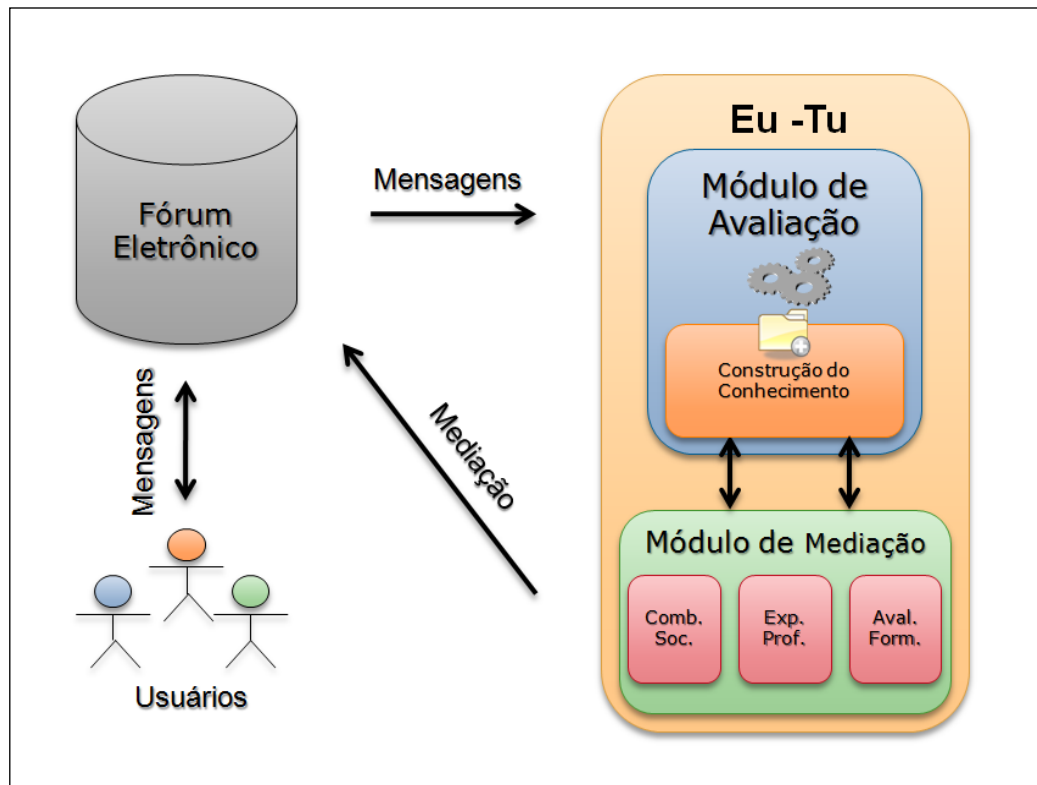 Fórum
Eletrônico
Mensagens
Mensagens
Usuários
Mediação
Eu -Tu
Módulo de
Avaliação
Construção do
Conhecimento
Módulo de Mediação
Comb.
Soc.
Exp.
Prof.
Aval.
Form.